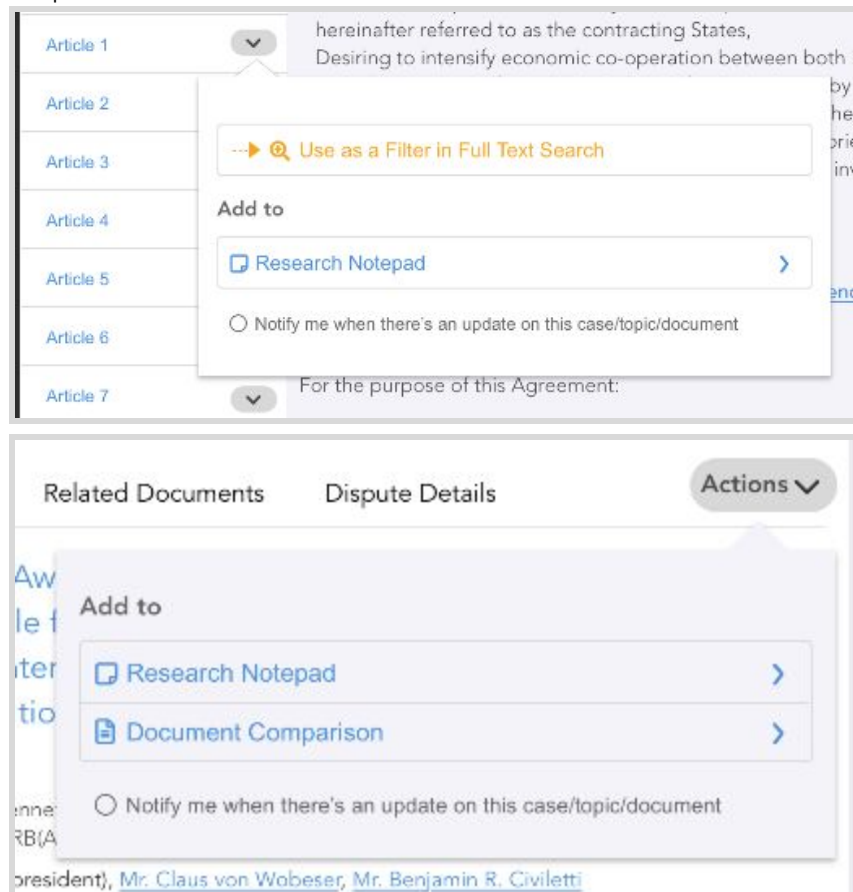 hereinafter referred to as the contracting States,
Article 1
Desiring to intensify economic co-operation between both
by
Article 2
Use as a Filter in Full Text Search
Article 3
Add to
Article 4
Research Notepad
Article 5
Notify me when there's an update on this case/topic/document
Article 6
For the purpose of this Agreement:
Article 7
Related Documents Dispute Details Actions
Add to
Research Notepad
Document Comparison
Notify me when there's an update on this case/topic/document
president), Mr. Claus von Wobeser, Mr. Benjamin R. Civiletti